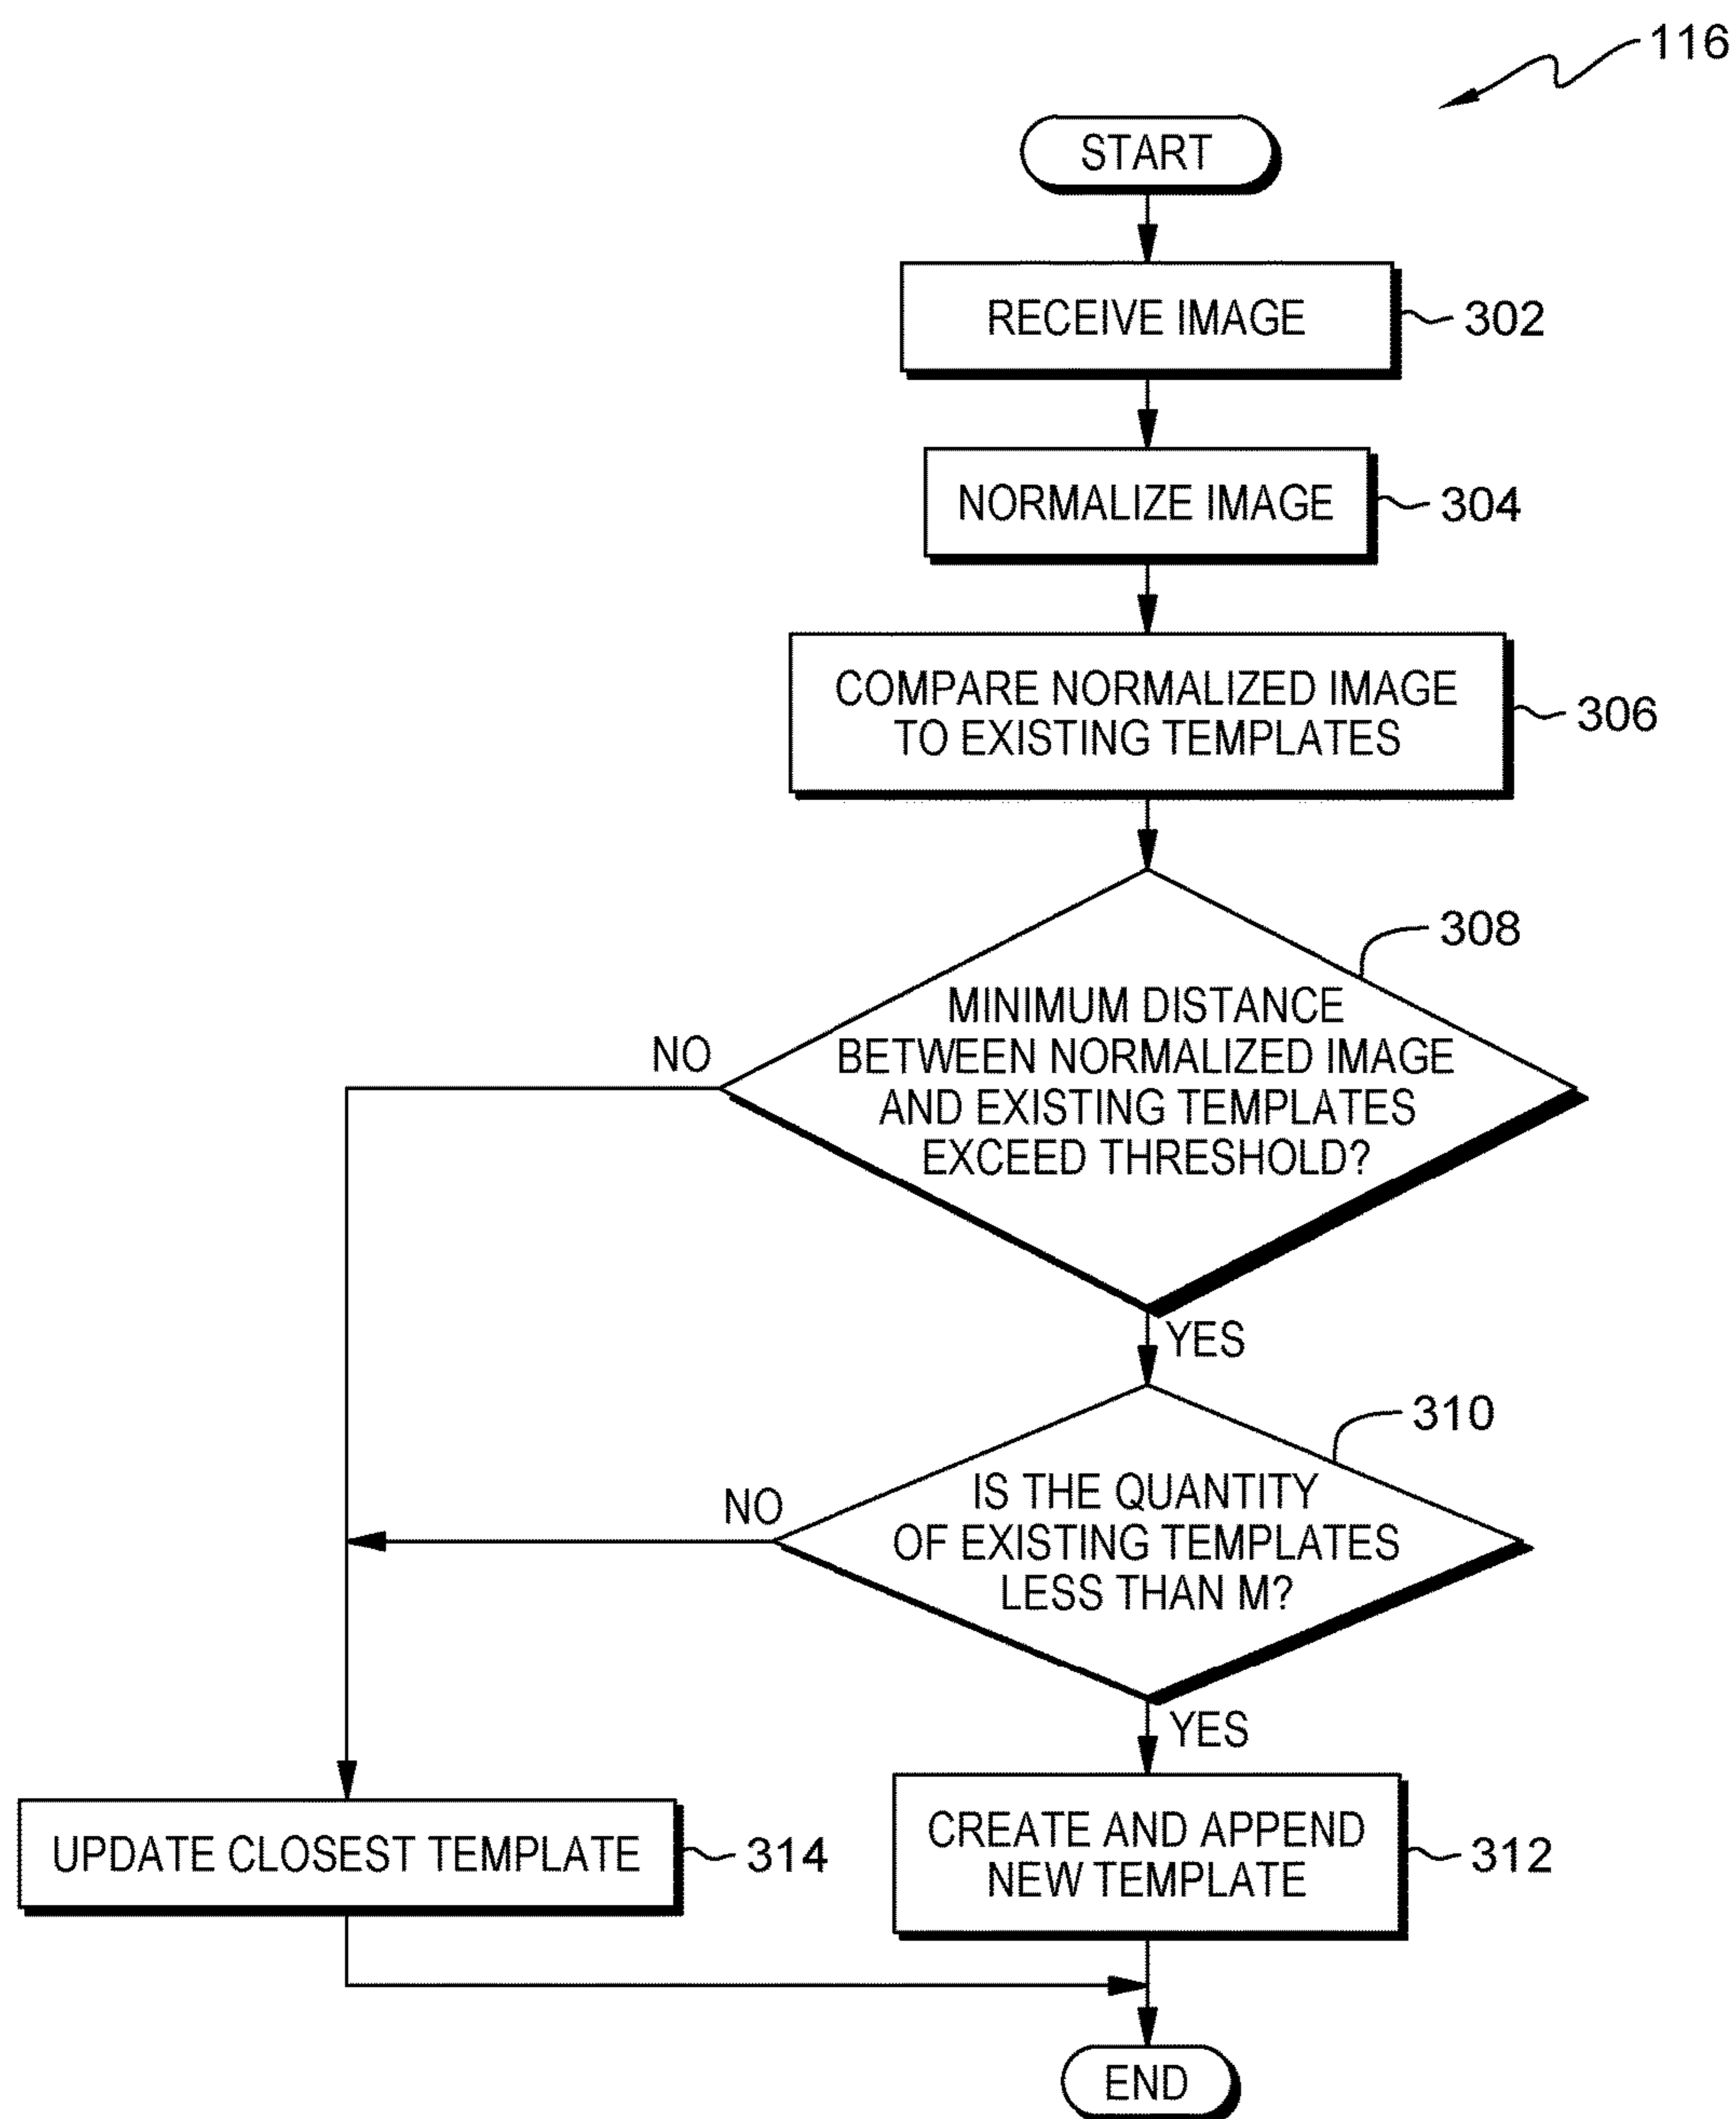 116
START
RECEIVE IMAGE
302
NORMALIZE IMAGE
304
COMPARE NORMALIZED IMAGE
TO EXISTING TEMPLATES
306
308
MINIMUM DISTANCE
BETWEEN NORMALIZED IMAGE
AND EXISTING TEMPLATES
EXCEED THRESHOLD?
NO
YES
310
IS THE QUANTITY
OF EXISTING TEMPLATES
LESS THAN M?
NO
YES
UPDATE CLOSEST TEMPLATE
314
CREATE AND APPEND
NEW TEMPLATE
312
END